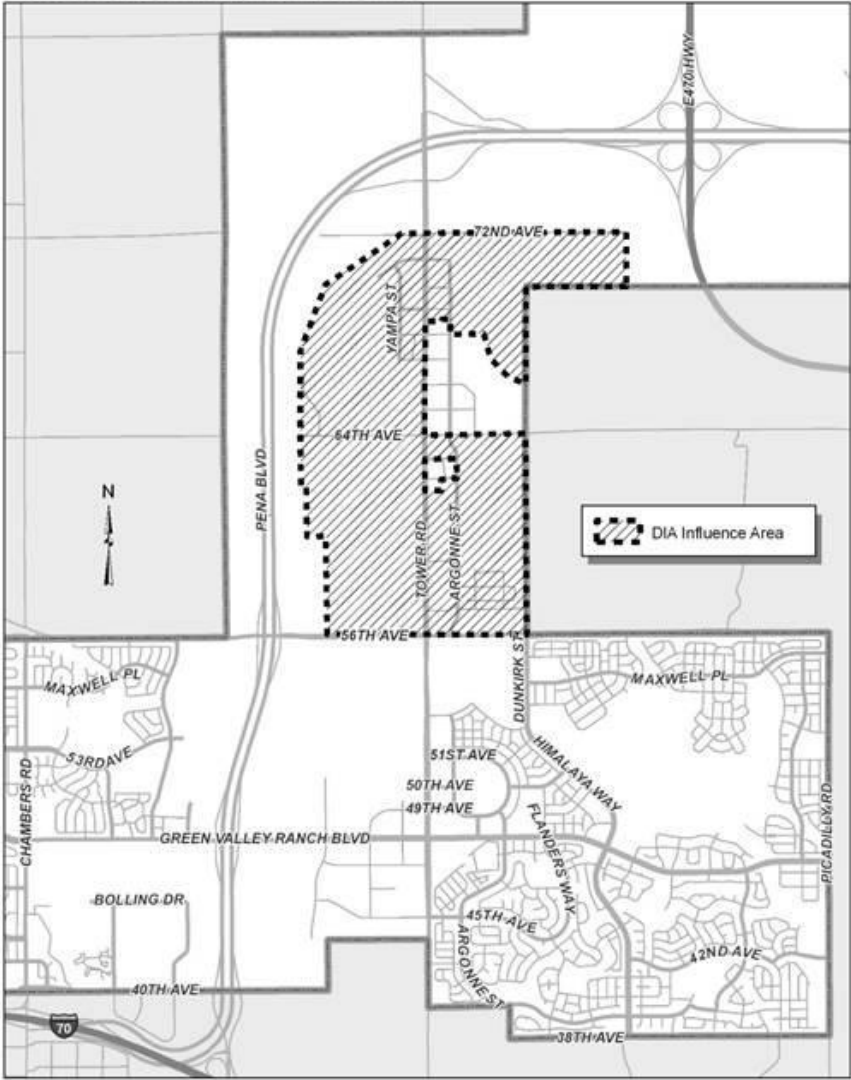 E470 HWY
72ND AVE
YAMPA ST
64TH AVE
PENA BLVD
N
TOWER RD
ARGONNE ST
DIA Influence Area
56TH AVE
DUNKIRK ST
MAXWELL PL
MAXWELL PL
53RD AVE
51ST AVE
HIMALAYA WAY
50TH AVE
49TH AVE
CHAMBERS RD
GREEN VALLEY RANCH BLVD
FLANDERS WAY
PICADILLY RD
BOLLING DR
45TH AVE
ARGONNE ST
42ND AVE
40TH AVE
70
38TH AVE